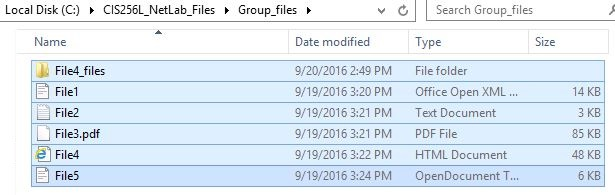 Local Disk (C:) ▸ CIS256L_NetLab_Files ▸ Group_files Search Group_files
Name Date modified Type Size
File4_files 9/20/2016 2:49 PM File folder
File1 9/19/2016 3:20 PM Office Open XML ... 14 KB
File2 9/19/2016 3:21 PM Text Document 3 KB
File3.pdf 9/19/2016 3:21 PM PDF File 85 KB
File4 9/19/2016 3:22 PM HTML Document 48 KB
File5 9/19/2016 3:24 PM OpenDocument T... 6 KB